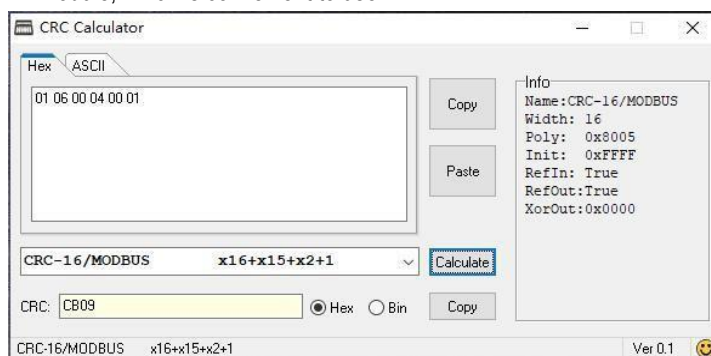 CRC Calculator
Hex ASCII
01 06 00 04 00 01
Copy
Paste
Info
Name:CRC-16/MODBUS
Width: 16
Poly: 0x8005
Init: 0xFFFF
RefIn: True
RefOut:True
XorOut:0x0000
CRC-16/MODBUS x16+x15+x2+1
Calculate
CRC: CB09 Hex Bin Copy
CRC-16/MODBUS x16+x15+x2+1 Ver 0.1